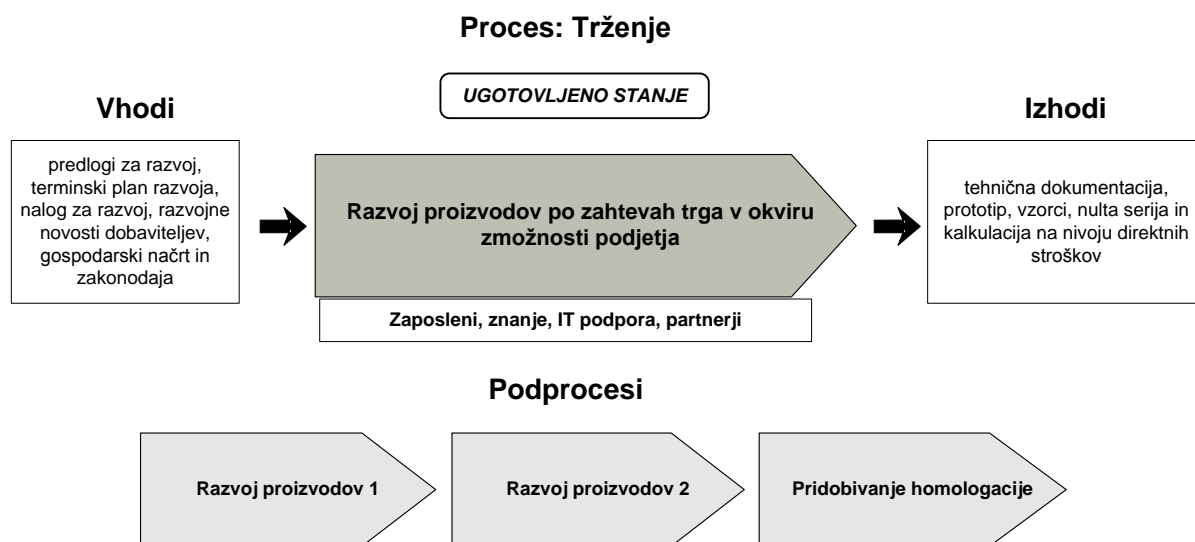 Proces: Trženje
UGOTOVLJENO STANJE
Vhodi
predlogi za razvoj,
terminski plan razvoja,
nalog za razvoj, razvojne
novosti dobaviteljev,
gospodarski načrt in
zakonodaja
Razvoj proizvodov po zahtevah trga v okviru
zmožnosti podjetja
Zaposleni, znanje, IT podpora, partnerji
Izhodi
tehnična dokumentacija,
prototip, vzorci, nulta serija in
kalkulacija na nivoju direktnih
stroškov
Podprocesi
Razvoj proizvodov 1
Razvoj proizvodov 2
Pridobivanje homologacije